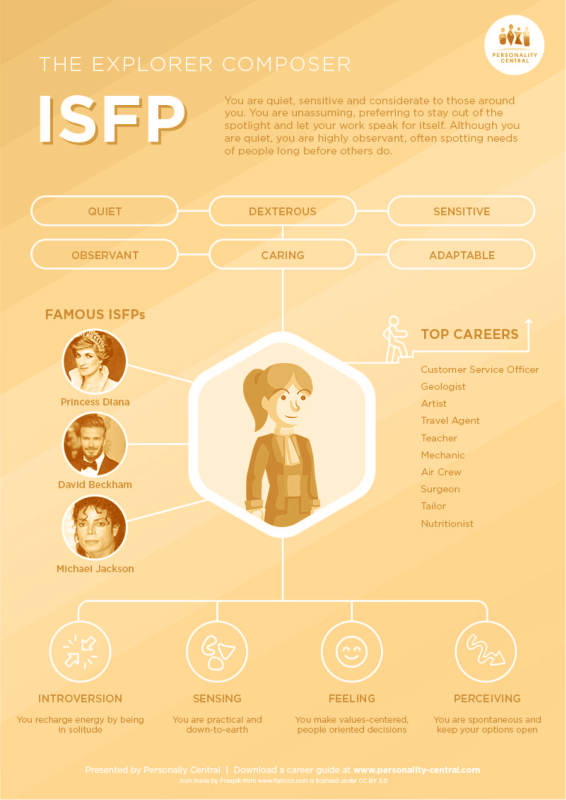 PERSONALITY
CENTRAL
THE EXPLORER COMPOSER
ISFP
You are quiet, sensitive and considerate to those around
you. You are unassuming, preferring to stay out of the
spotlight and let your work speak for itself. Although you
are quiet, you are highly observant, often spotting needs
of people long before others do.
QUIET
DEXTEROUS
SENSITIVE
OBSERVANT
CARING
ADAPTABLE
FAMOUS ISFPs
Princess Diana
David Beckham
Michael Jackson
TOP CAREERS
Customer Service Officer
Geologist
Artist
Travel Agent
Teacher
Mechanic
Air Crew
Surgeon
Tailor
Nutritionist
INTROVERSION
You recharge energy by being
in solitude
SENSING
You are practical and
down-to-earth
FEELING
You make values-centered,
people oriented decisions
PERCEIVING
You are spontaneous and
keep your options open
Presented by Personally Central | Download a career guide at www.personality-central.com
Icon made by Freepik from www.flaticon.com is licensed under CC BY 3.0